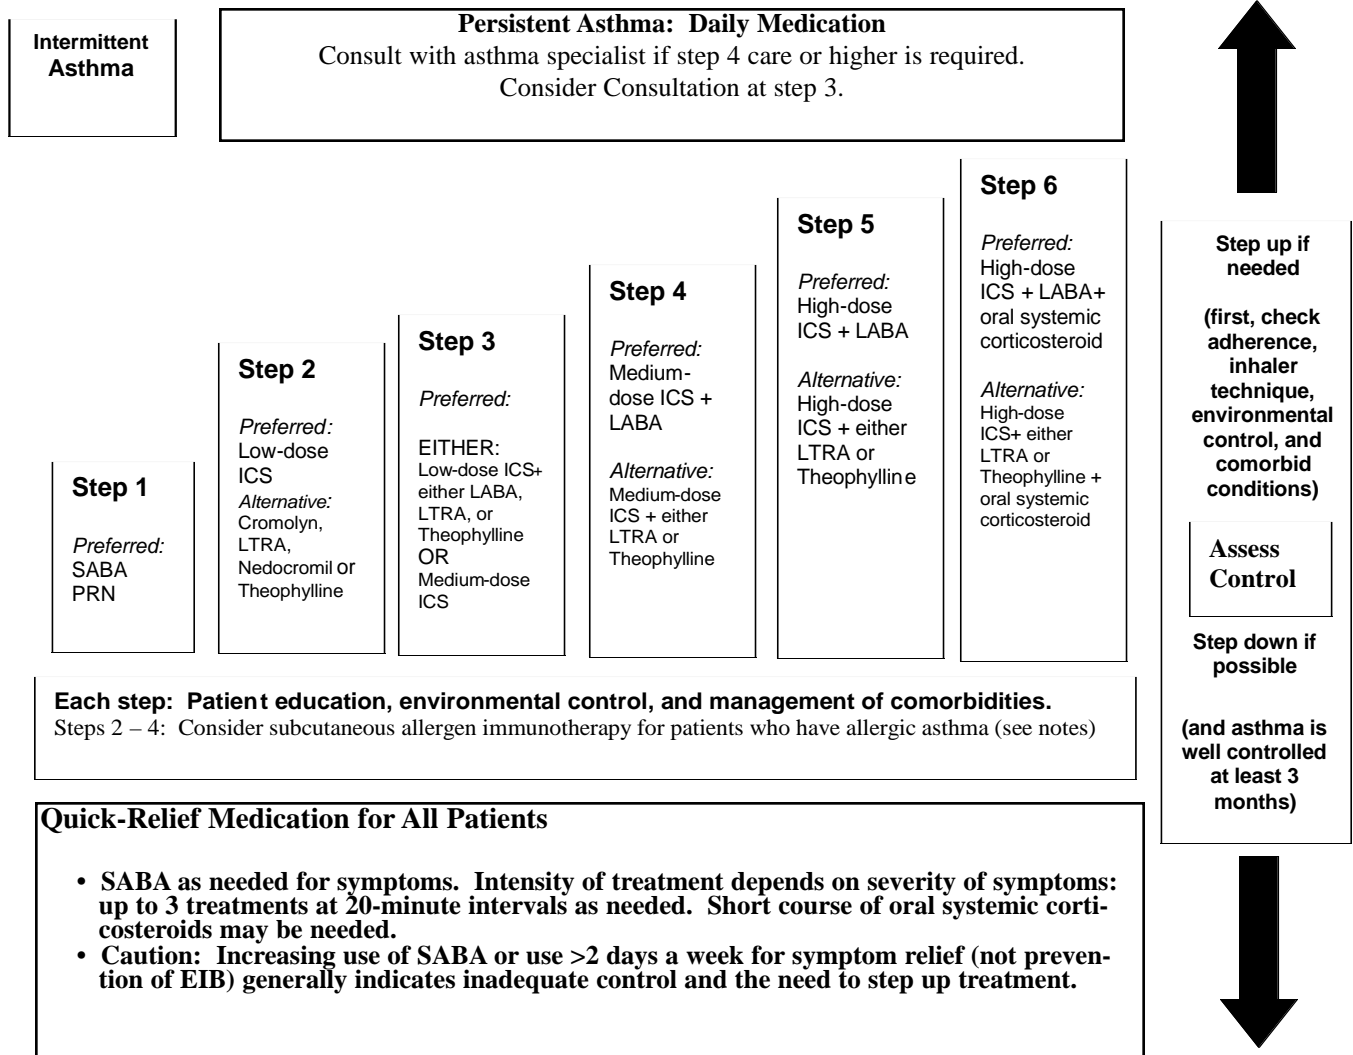 Intermittent
Asthma
Persistent Asthma: Daily Medication
Consult with asthma specialist if step 4 care or higher is required.
Consider Consultation at step 3.
Step 1
Preferred:
SABA
PRN
Step 2
Preferred:
Low-dose
ICS
Alternative:
Cromolyn,
LTRA,
Nedocromil or
Theophylline
Step 3
Preferred:
EITHER:
Low-dose ICS+
either LABA,
LTRA, or
Theophylline
OR
Medium-dose
ICS
Step 4
Preferred:
Medium-
dose ICS +
LABA
Alternative:
Medium-dose
ICS + either
LTRA or
Theophylline
Step 5
Preferred:
High-dose
ICS + LABA
Alternative:
High-dose
ICS + either
LTRA or
Theophylline
Step 6
Preferred:
High-dose
ICS + LABA+
oral systemic
corticosteroid
Alternative:
High-dose
ICS+ either
LTRA or
Theophylline +
oral systemic
corticosteroid
Step up if
needed
(first, check
adherence,
inhaler
technique,
environmental
control, and
comorbid
conditions)
Assess
Control
Step down if
possible
(and asthma is
well controlled
at least 3
months)
Each step: Patient education, environmental control, and management of comorbidities.
Steps 2 – 4: Consider subcutaneous allergen immunotherapy for patients who have allergic asthma (see notes)
Quick-Relief Medication for All Patients
• SABA as needed for symptoms. Intensity of treatment depends on severity of symptoms:
up to 3 treatments at 20-minute intervals as needed. Short course of oral systemic corti-
costeroids may be needed.
• Caution: Increasing use of SABA or use >2 days a week for symptom relief (not preven-
tion of EIB) generally indicates inadequate control and the need to step up treatment.